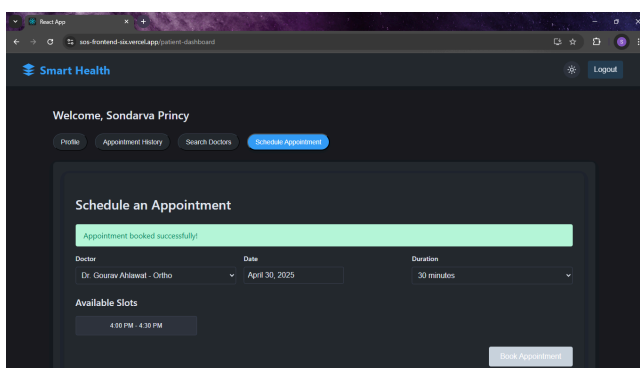 React App
sos-frontend-six.vercel.app/patient-dashboard
Smart Health
Logout
Welcome, Sondarva Princy
Profile
Appointment History
Search Doctors
Schedule Appointment
Schedule an Appointment
Appointment booked successfully!
Doctor
Date
Duration
Dr. Gourav Ahlawat - Ortho
April 30, 2025
30 minutes
Available Slots
4:00 PM - 4:30 PM
Book Appointment